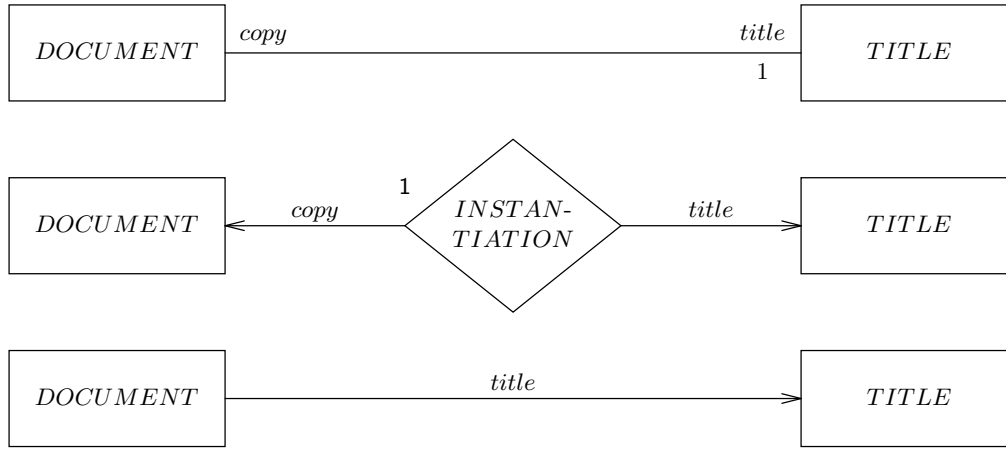 DOCUMENT copy title TITLE
1
1
DOCUMENT copy INSTAN- title TITLE
TIATION
DOCUMENT title TITLE